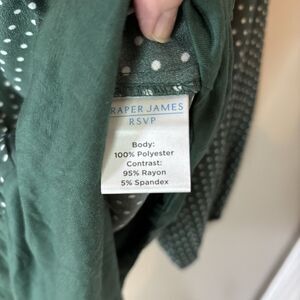 RAPER JAMES
RSVP
Body:
100% Polyester
Contrast:
95% Rayon
5% Spandex